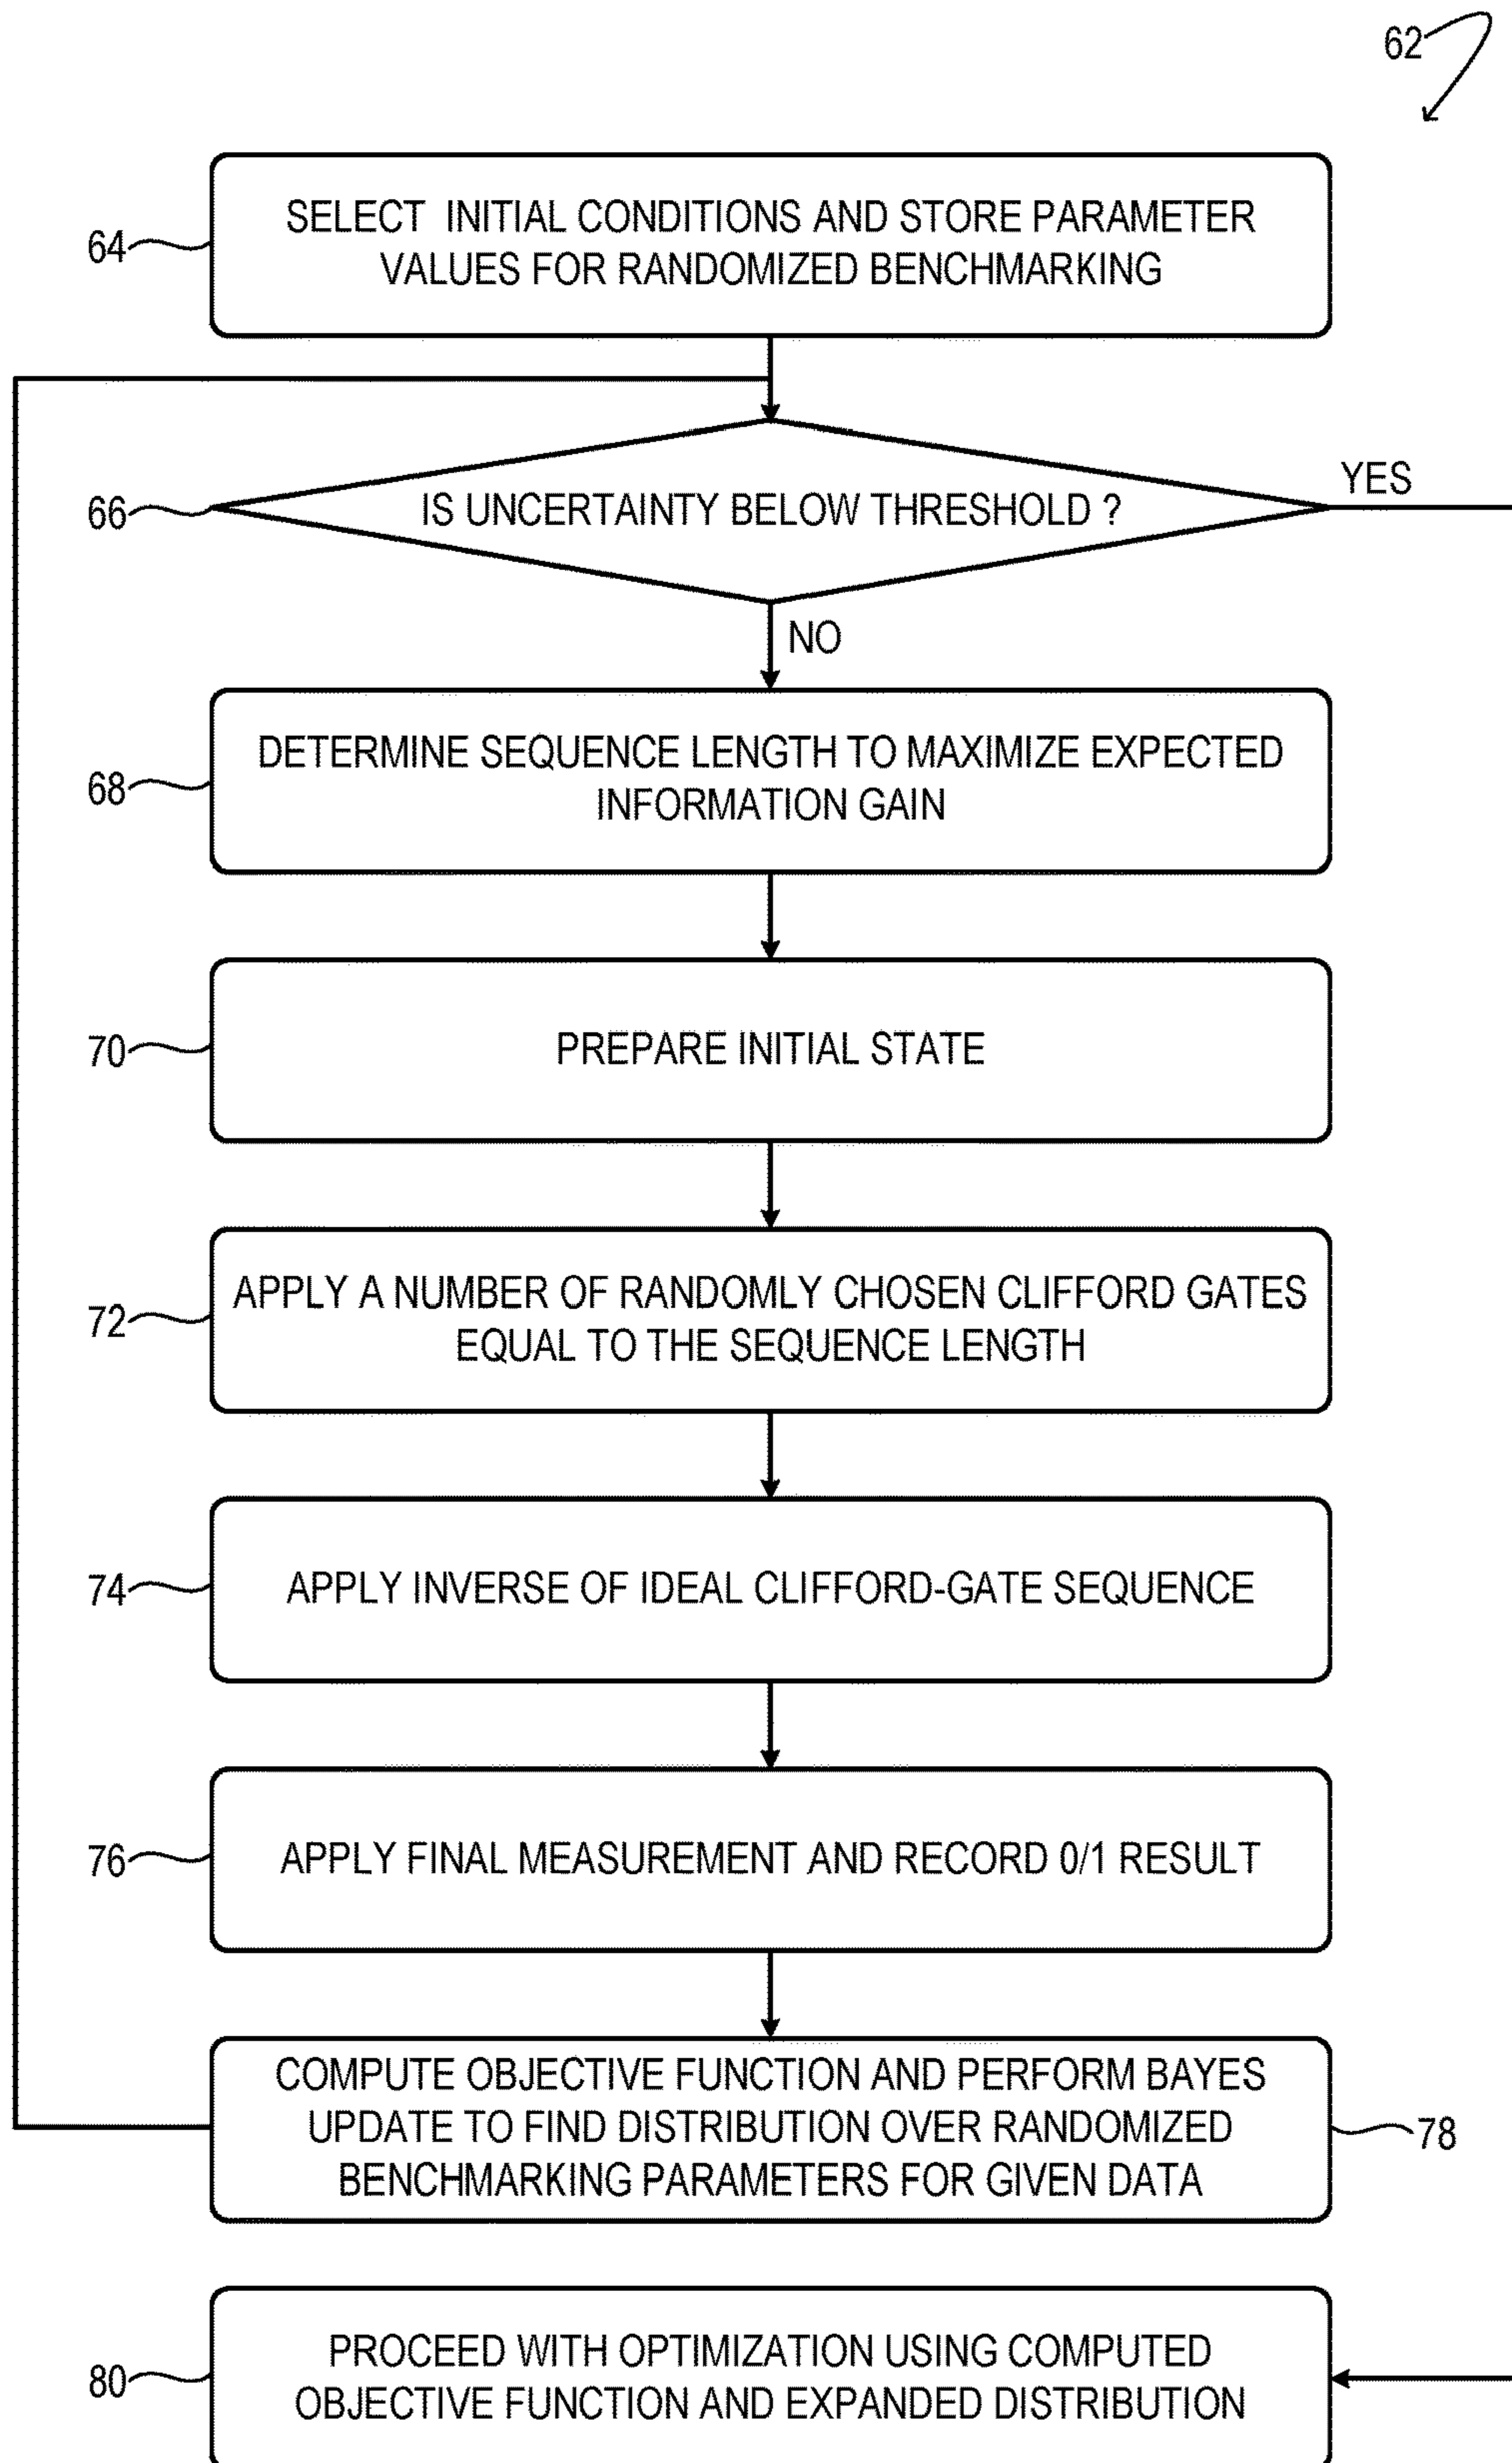 62
64
SELECT INITIAL CONDITIONS AND STORE PARAMETER
VALUES FOR RANDOMIZED BENCHMARKING
66
IS UNCERTAINTY BELOW THRESHOLD ?
YES
NO
68
DETERMINE SEQUENCE LENGTH TO MAXIMIZE EXPECTED
INFORMATION GAIN
70
PREPARE INITIAL STATE
72
APPLY A NUMBER OF RANDOMLY CHOSEN CLIFFORD GATES
EQUAL TO THE SEQUENCE LENGTH
74
APPLY INVERSE OF IDEAL CLIFFORD-GATE SEQUENCE
76
APPLY FINAL MEASUREMENT AND RECORD 0/1 RESULT
COMPUTE OBJECTIVE FUNCTION AND PERFORM BAYES
UPDATE TO FIND DISTRIBUTION OVER RANDOMIZED
BENCHMARKING PARAMETERS FOR GIVEN DATA
78
80
PROCEED WITH OPTIMIZATION USING COMPUTED
OBJECTIVE FUNCTION AND EXPANDED DISTRIBUTION